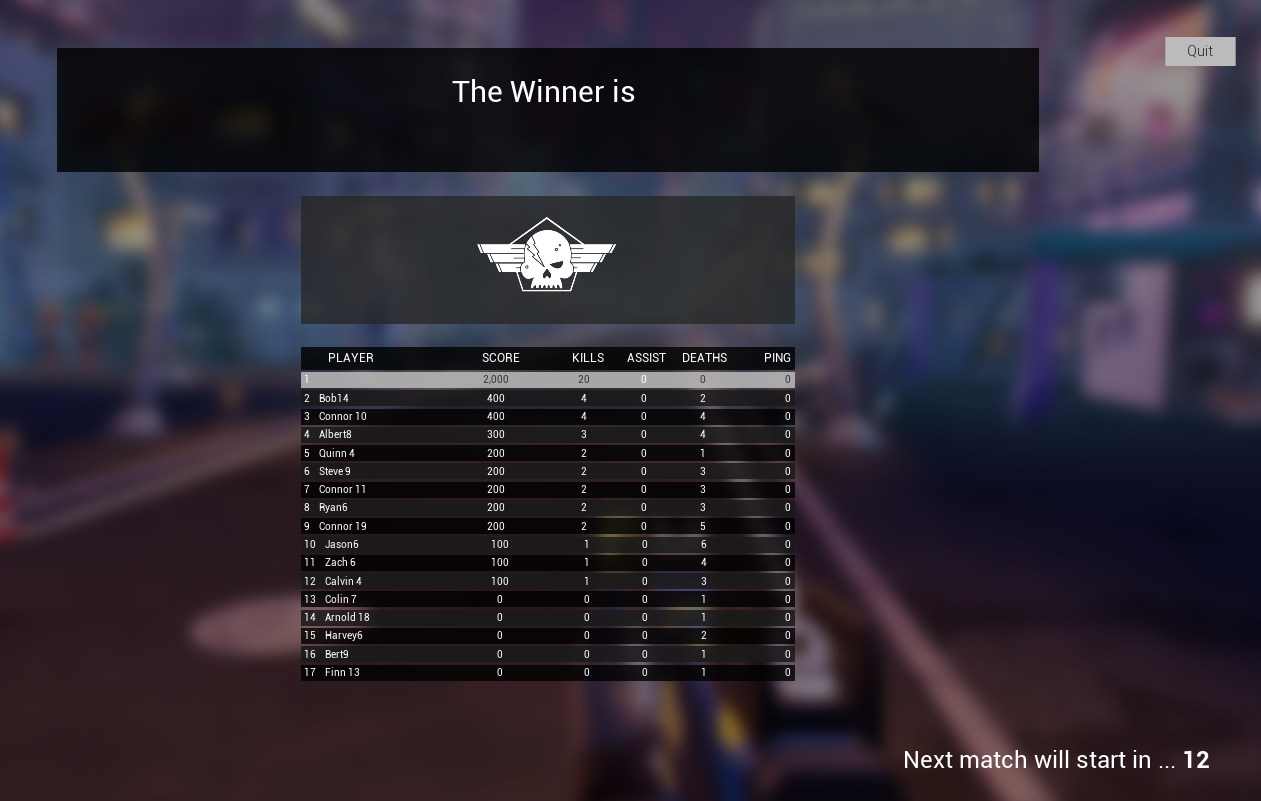 Quit
The Winner is
PLAYER SCORE KILLS ASSIST DEATHS PING
1 2,000 20 0 0 0
2 Bob14 400 4 0 2 0
3 Connor 10 400 4 0 4 0
4 Albert8 300 3 0 4 0
5 Quinn 4 200 2 0 1 0
6 Steve 9 200 2 0 3 0
7 Connor 11 200 2 0 3 0
8 Ryan6 200 2 0 3 0
9 Connor 19 200 2 0 5 0
10 Jason6 100 1 0 6 0
11 Zach 6 100 1 0 4 0
12 Calvin 4 100 1 0 3 0
13 Colin 7 0 0 0 1 0
14 Arnold 18 0 0 0 1 0
15 Harvey6 0 0 0 2 0
16 Bert9 0 0 0 1 0
17 Finn 13 0 0 0 1 0
Next match will start in ... 12